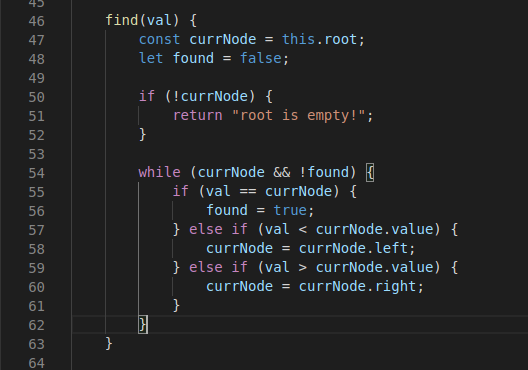 45
46 find(val) {
47 const currNode = this.root;
48 let found = false;
49
50 if (!currNode) {
51 return "root is empty!";
52 }
53
54 while (currNode && !found) {
55 if (val == currNode) {
56 found = true;
57 } else if (val < currNode.value) {
58 currNode = currNode.left;
59 } else if (val > currNode.value) {
60 currNode = currNode.right;
61 }
62 }
63 }
64